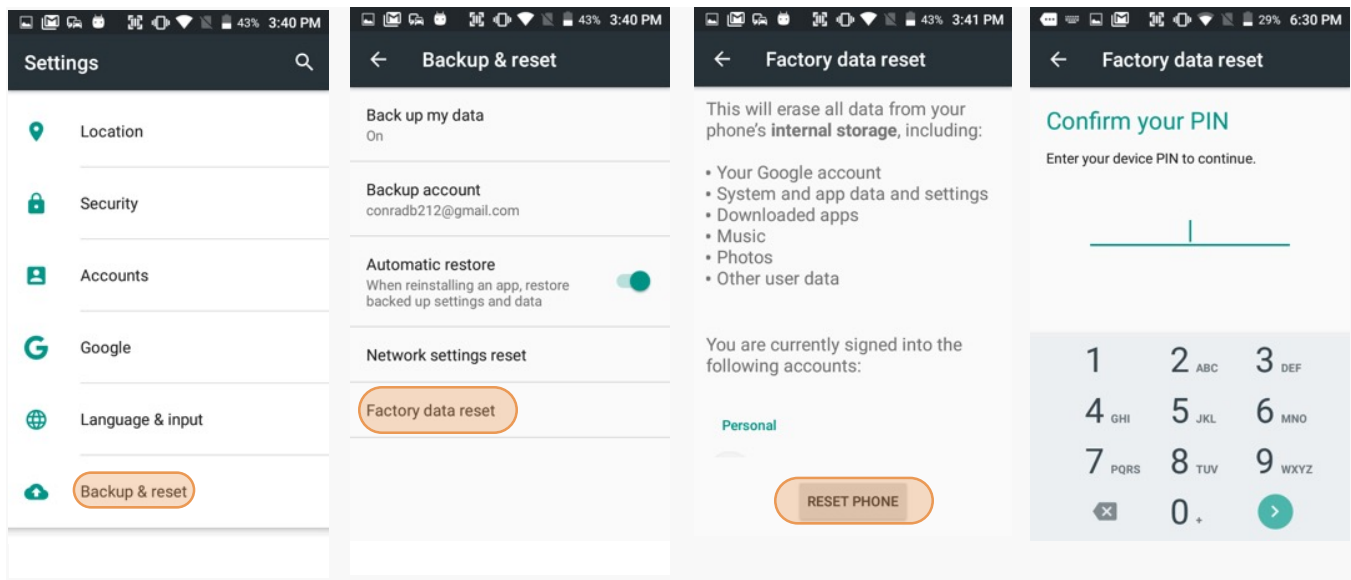 43% 3:40 PM
Settings
Location
Security
Accounts
Google
Language & input
Backup & reset
43% 3:40 PM
Backup & reset
Back up my data
On
Backup account
conradb212@gmail.com
Automatic restore
When reinstalling an app, restore
backed up settings and data
Network settings reset
Factory data reset
43% 3:41 PM
Factory data reset
This will erase all data from your
phone's internal storage, including:
• Your Google account
• System and app data and settings
• Downloaded apps
• Music
• Photos
• Other user data
You are currently signed into the
following accounts:
Personal
RESET PHONE
29% 6:30 PM
Factory data reset
Confirm your PIN
Enter your device PIN to continue.
1 2 ABC 3 DEF
4 GHI 5 JKL 6 MNO
7 PQRS 8 TUV 9 WXYZ
0 +